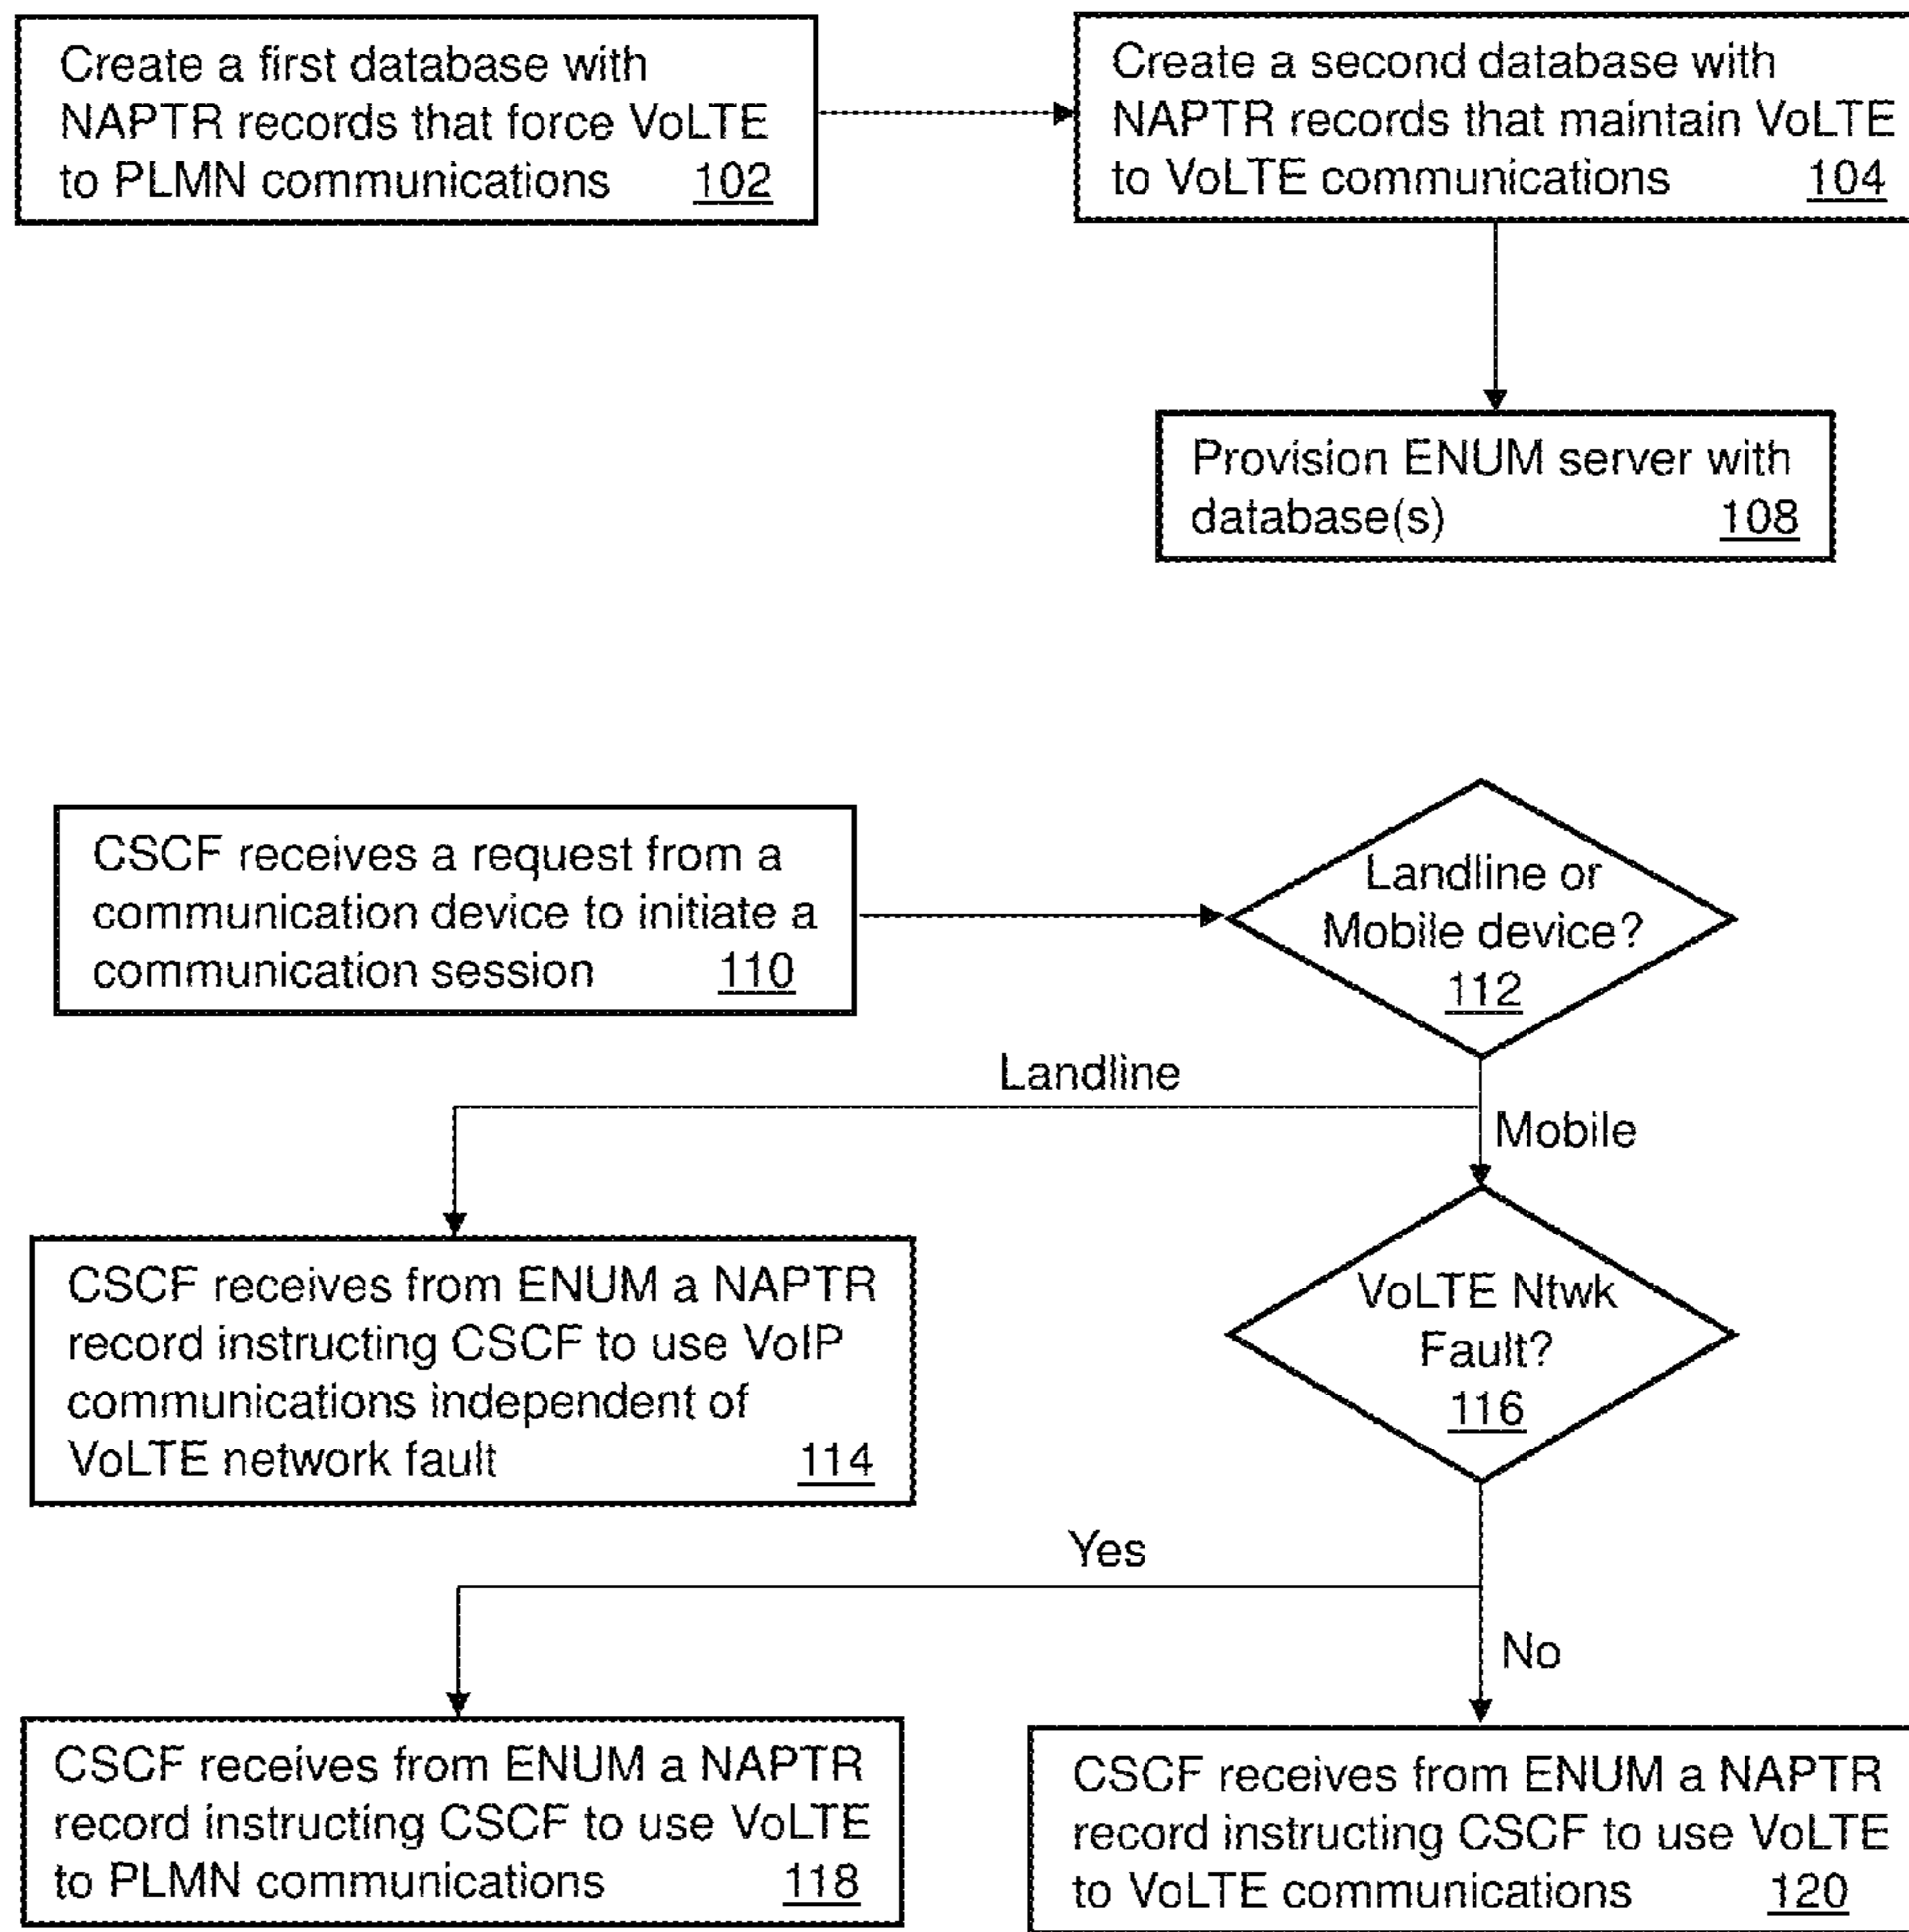 Create a first database with
NAPTR records that force VoLTE
to PLMN communications 102
Create a second database with
NAPTR records that maintain VoLTE
to VoLTE communications 104
Provision ENUM server with
database(s) 108
CSCF receives a request from a
communication device to initiate a
communication session 110
Landline or
Mobile device?
112
Landline
Mobile
CSCF receives from ENUM a NAPTR
record instructing CSCF to use VoIP
communications independent of
VoLTE network fault 114
VoLTE Ntwk
Fault?
116
Yes
No
CSCF receives from ENUM a NAPTR
record instructing CSCF to use VoLTE
to PLMN communications 118
CSCF receives from ENUM a NAPTR
record instructing CSCF to use VoLTE
to VoLTE communications 120